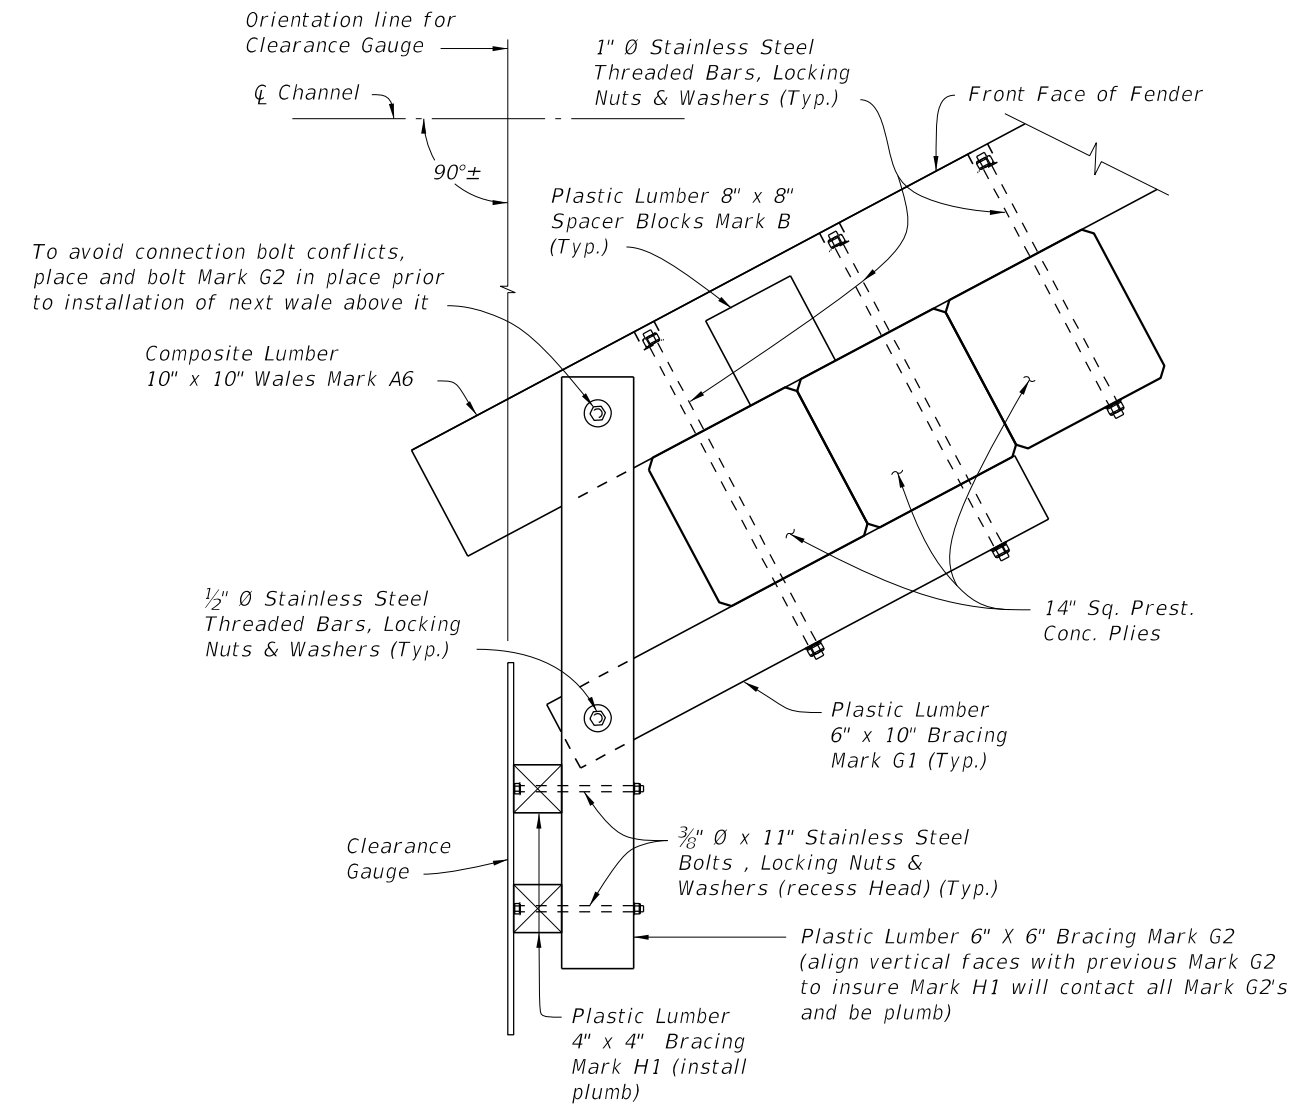 Orientation line for
Clearance Gauge
℄ Channel
90°±
1" Ø Stainless Steel
Threaded Bars, Locking
Nuts & Washers (Typ.)
Front Face of Fender
Plastic Lumber 8" x 8"
Spacer Blocks Mark B
(Typ.)
To avoid connection bolt conflicts,
place and bolt Mark G2 in place prior
to installation of next wale above it
Composite Lumber
10" x 10" Wales Mark A6
½" Ø Stainless Steel
Threaded Bars, Locking
Nuts & Washers (Typ.)
14" Sq. Prest.
Conc. Plies
Plastic Lumber
6" x 10" Bracing
Mark G1 (Typ.)
⅜" Ø x 11" Stainless Steel
Bolts , Locking Nuts &
Washers (recess Head) (Typ.)
Clearance
Gauge
Plastic Lumber 6" X 6" Bracing Mark G2
(align vertical faces with previous Mark G2
to insure Mark H1 will contact all Mark G2's
and be plumb)
Plastic Lumber
4" x 4" Bracing
Mark H1 (install
plumb)